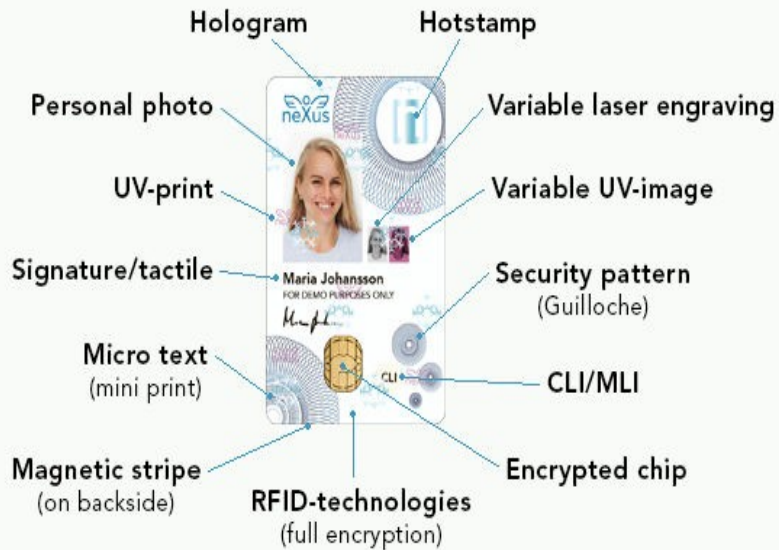 Hologram
Hotstamp
Personal photo
Variable laser engraving
neXus
UV-print
Variable UV-image
Signature/tactile
Maria Johansson
FOR DEMO PURPOSES ONLY
Security pattern
(Guilloche)
Micro text
(mini print)
CLI
CLI/MLI
Magnetic stripe
(on backside)
Encrypted chip
RFID-technologies
(full encryption)